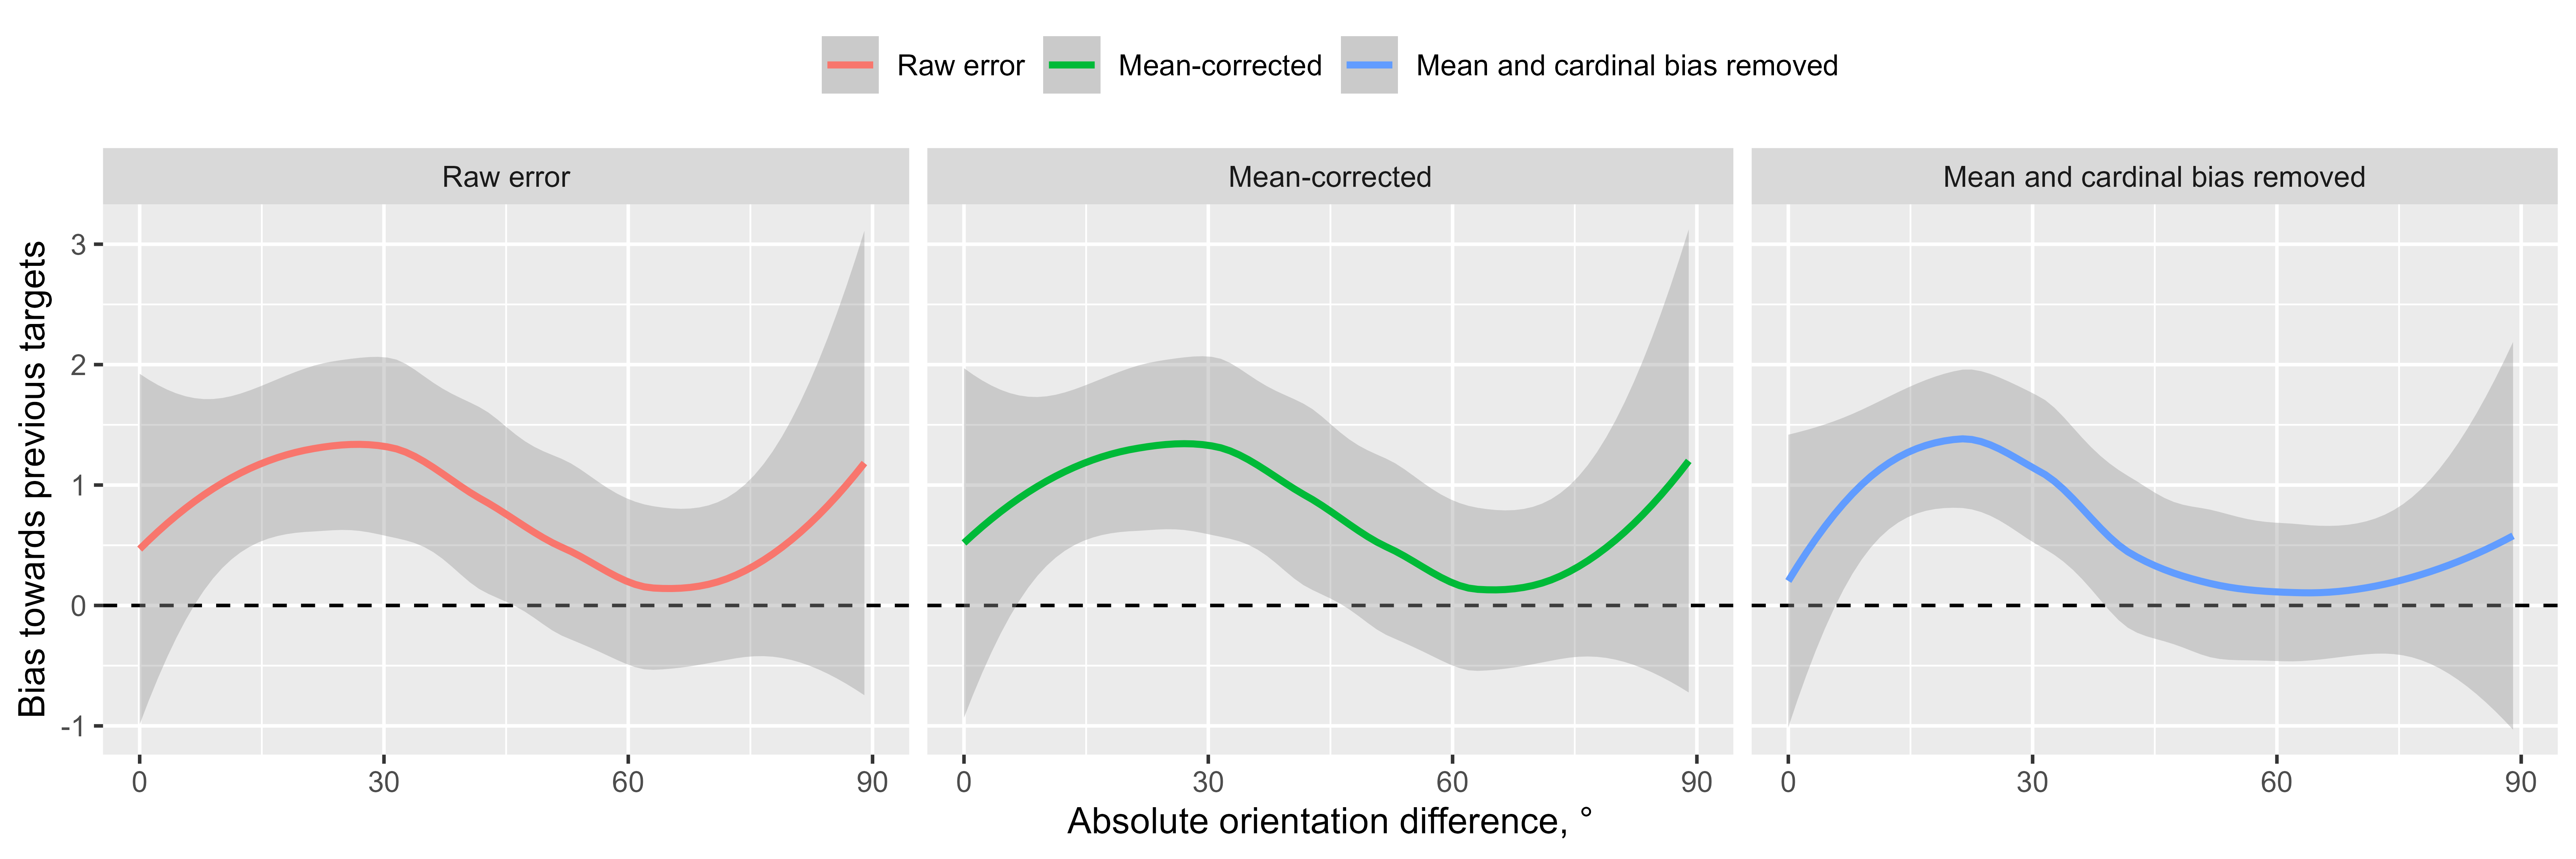 Raw error Mean-corrected Mean and cardinal bias removed
Raw error Mean-corrected Mean and cardinal bias removed
Bias towards previous targets
3
2
1
0
-1
0 30 60 90 0 30 60 90 0 30 60 90
Absolute orientation difference, °